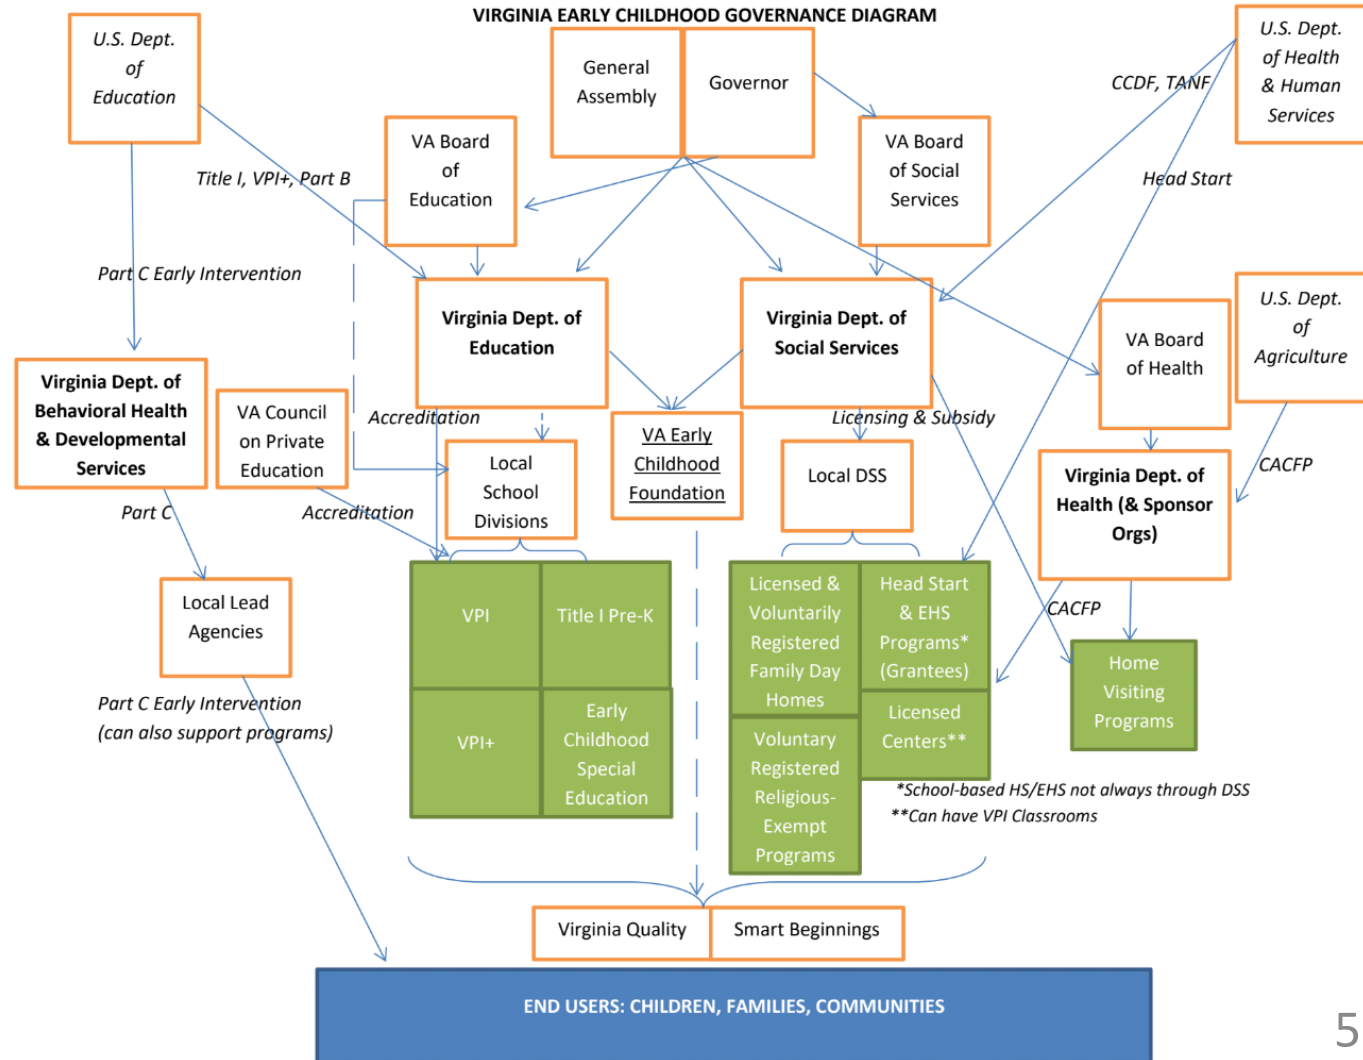 VIRGINIA EARLY CHILDHOOD GOVERNANCE DIAGRAM
U.S. Dept.
of
Education
General
Assembly
Governor
U.S. Dept.
of Health
& Human
Services
CCDF, TANF
VA Board
of
Education
VA Board
of Social
Services
Title I, VPI+, Part B
Head Start
Part C Early Intervention
Virginia Dept. of
Education
Virginia Dept. of
Social Services
U.S. Dept.
of
Agriculture
VA Board
of Health
Virginia Dept. of
Behavioral Health
& Developmental
Services
VA Council
on Private
Education
Accreditation
Licensing & Subsidy
VA Early
Childhood
Foundation
Local
School
Divisions
Local DSS
CACFP
Virginia Dept. of
Health (& Sponsor
Orgs)
Part C
Accreditation
Local Lead
Agencies
VPI
Title I Pre-K
Licensed &
Voluntarily
Registered
Family Day
Homes
Head Start
& EHS
Programs*
(Grantees)
CACFP
Home
Visiting
Programs
Part C Early Intervention
(can also support programs)
VPI+
Early
Childhood
Special
Education
Voluntary
Registered
Religious-
Exempt
Programs
Licensed
Centers**
*School-based HS/EHS not always through DSS
**Can have VPI Classrooms
Virginia Quality
Smart Beginnings
END USERS: CHILDREN, FAMILIES, COMMUNITIES
5